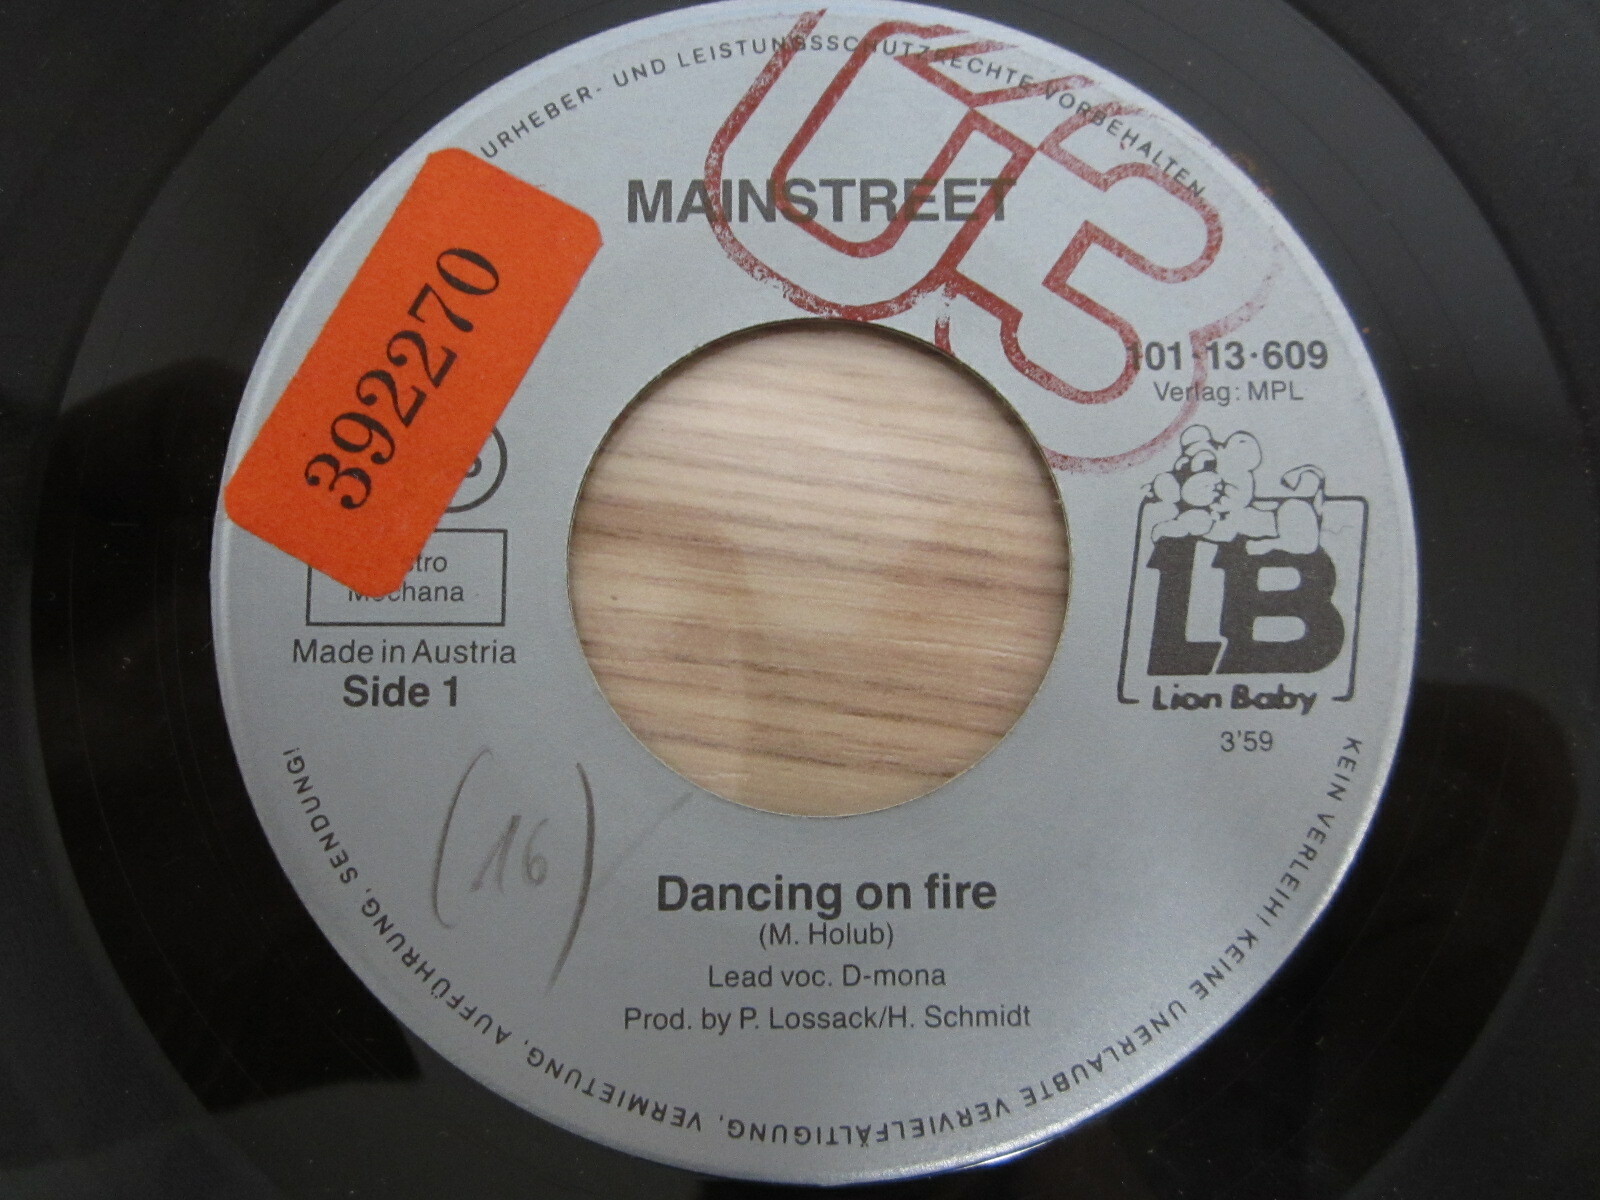 URHEBER- UND LEISTUNGSSCHUTZRECHTE VORBEHALTEN
Ü3
MAINSTREET
101·13·609
Verlag: MPL
39270
LB
Lion Baby
3'59
Made in Austria
Side 1
(16)
Dancing on fire
(M. Holub)
Lead voc. D-mona
Prod. by P. Lossack/H. Schmidt
KEIN VERLEIH! KEINE UNERLAUBTE VERVIELFÄLTIGUNG, VERMIETUNG, AUFFÜHRUNG, SENDUNG!